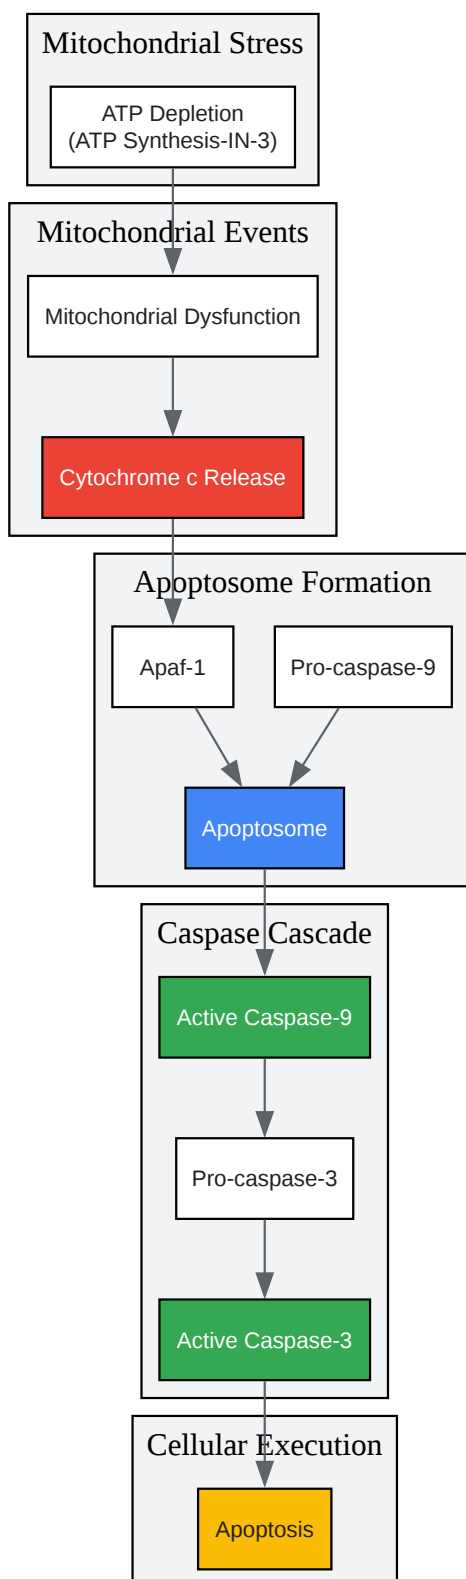 Mitochondrial Stress
ATP Depletion
(ATP Synthesis-IN-3)
Mitochondrial Events
Mitochondrial Dysfunction
Cytochrome c Release
Apoptosome Formation
Apaf-1
Pro-caspase-9
Apoptosome
Caspase Cascade
Active Caspase-9
Pro-caspase-3
Active Caspase-3
Cellular Execution
Apoptosis